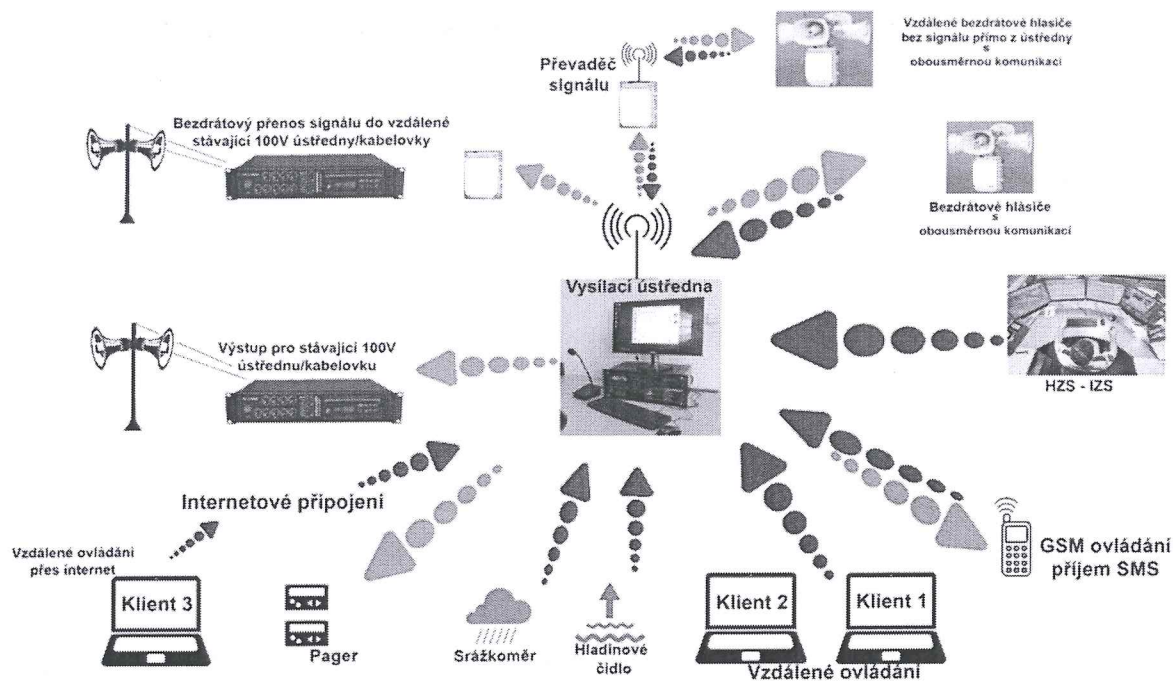 Vzdálené bezdrátové hlasiče
bez signálu přímo z ústředny
s
obousměrnou komunikací
Převaděč
signálu
Bezdrátový přenos signálu do vzdálené
stávající 100V ústředny/kabelovky
Bezdrátové hlásiče
s
obousměrnou komunikací
Vysílací ústředna
Výstup pro stávající 100V
ústřednu/kabelovku
HZS - IZS
Internetové připojení
Vzdálené ovládání
přes internet
Klient 3
Pager
Srážkoměr
Hladinové
čidlo
Klient 2
Klient 1
Vzdálené ovládání
GSM ovládání
příjem SMS